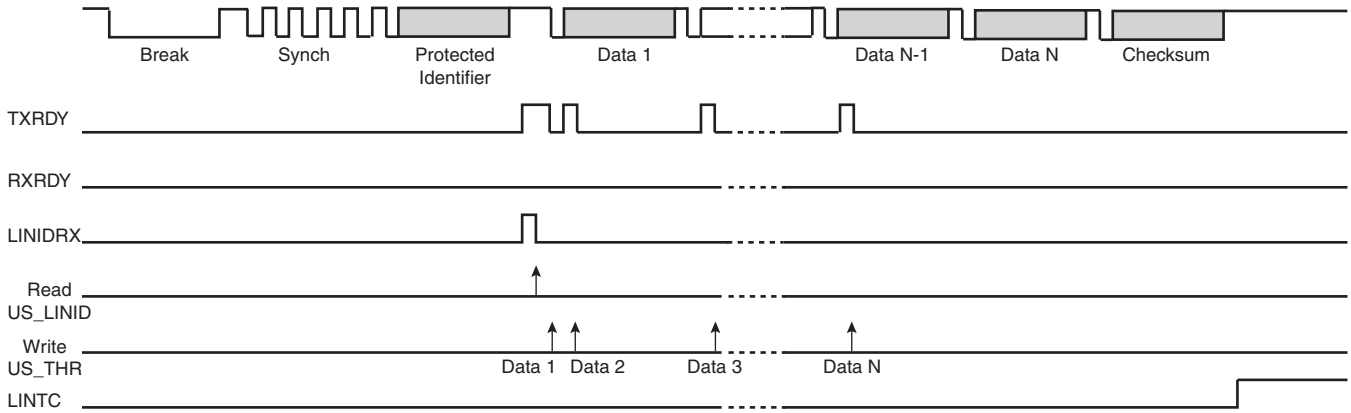 Break Synch Protected Data 1 Data N-1 Data N Checksum
Identifier
TXRDY
RXRDY
LINIDRX
Read
US_LINID
Write
US_THR Data 1 Data 2 Data 3 Data N
LINTC